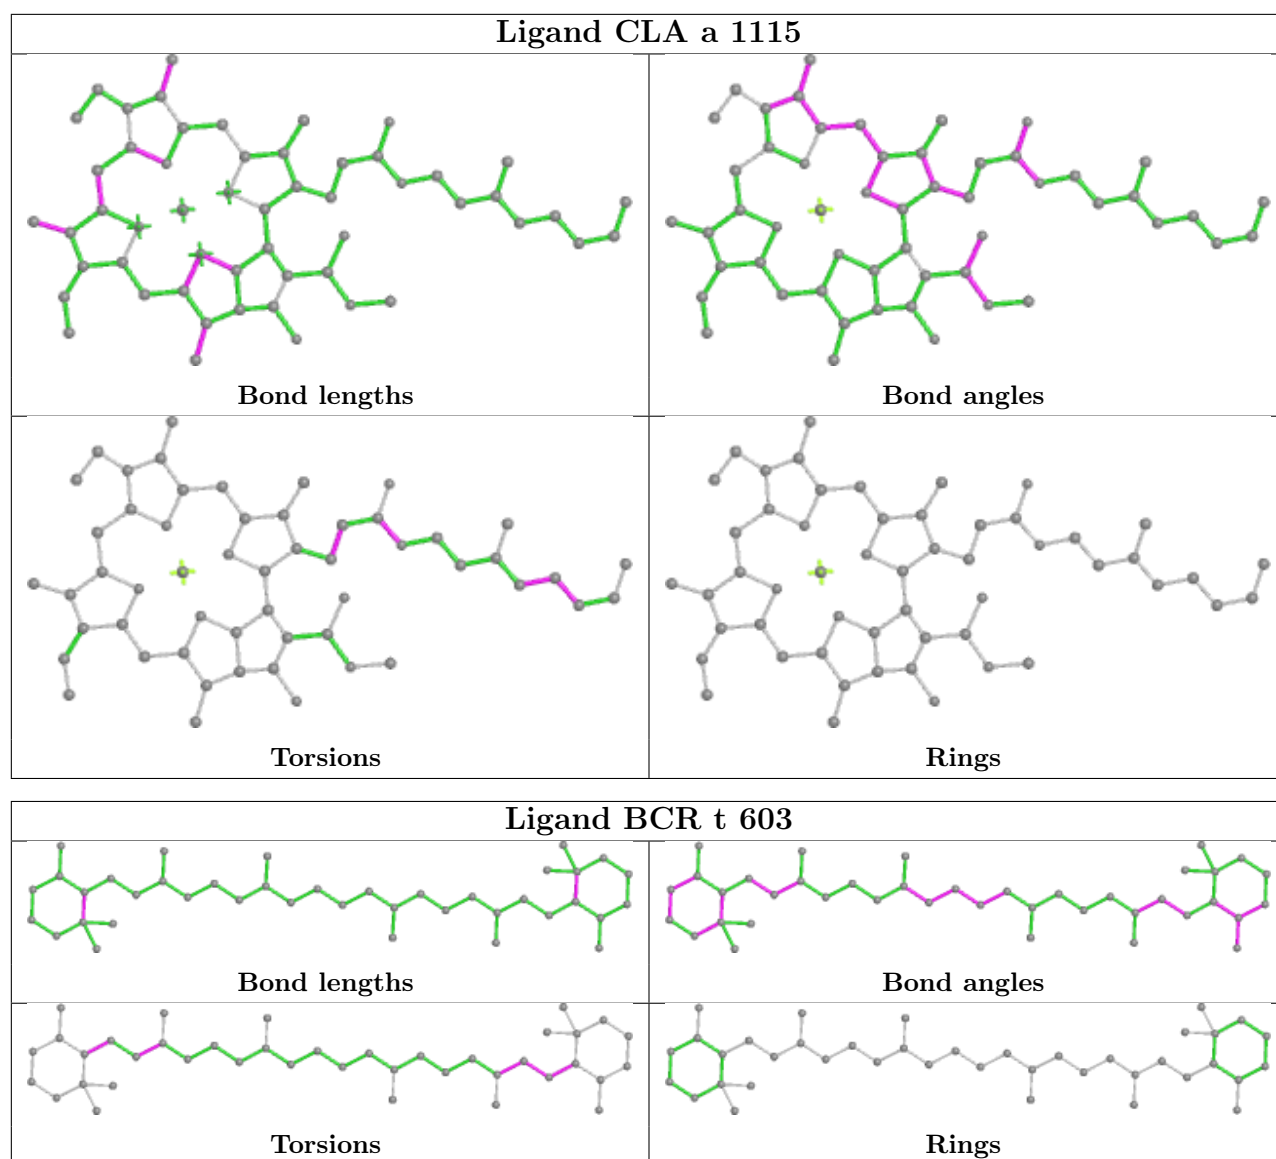 Ligand CLA a 1115
Bond lengths
Bond angles
Torsions
Rings
Ligand BCR t 603
Bond lengths
Bond angles
Torsions
Rings